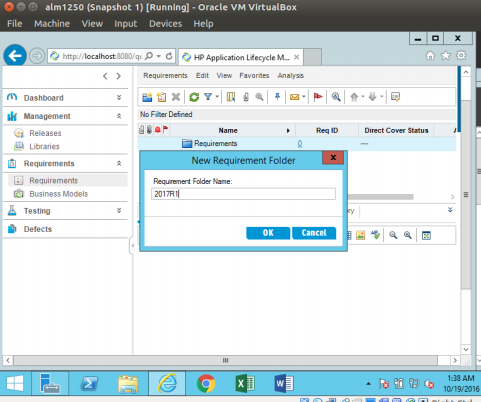 alm1250 (Snapshot 1) [Running] - Oracle VM VirtualBox
File Machine View Input Devices Help
http://localhost:8080/qc
HP Application Lifecycle M...
Requirements Edit View Favorites Analysis
Dashboard
Management
Releases
Libraries
Requirements
Requirements
Business Models
Testing
Defects
No Filter Defined
Name Req ID Direct Cover Status
Requirements 0 ---
New Requirement Folder
x
Requirement Folder Name:
2017R1
OK Cancel
1:38 AM
10/19/2016
Right Ctrl